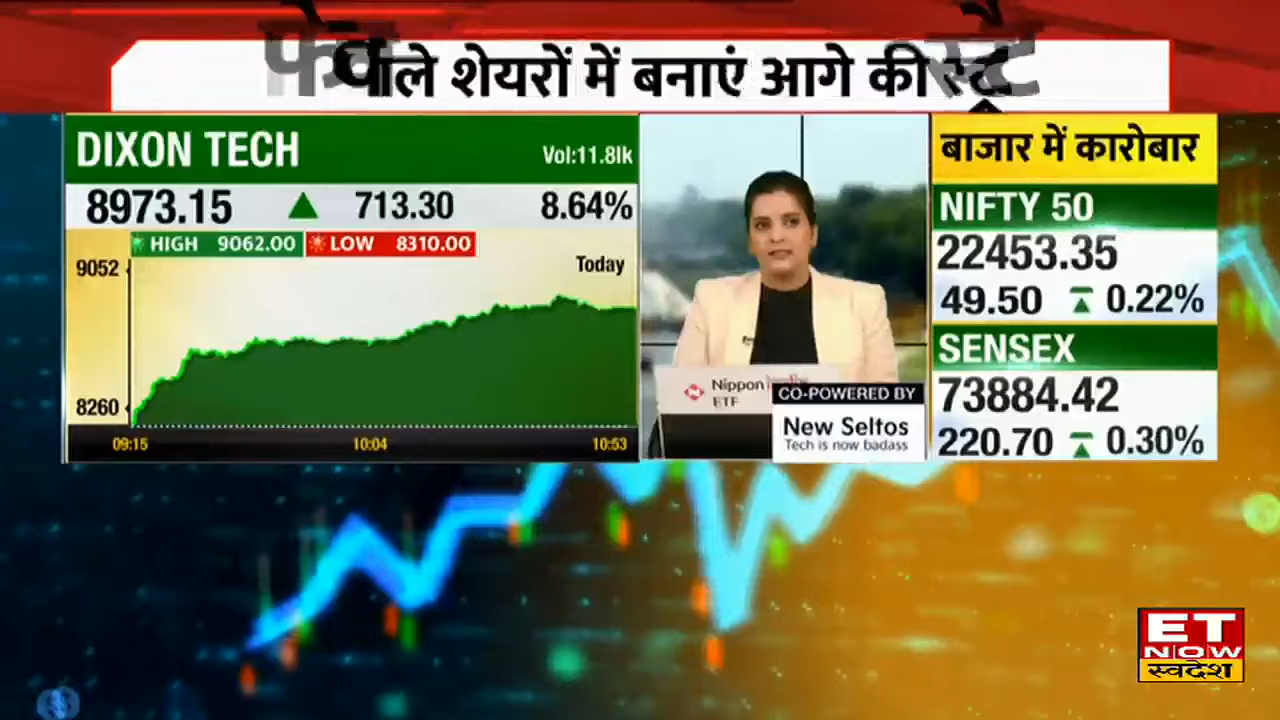 वाले शेयरों में बनाएं आगे की
DIXON TECH
Vol:11.8lk
8973.15 713.30 8.64%
HIGH 9062.00 LOW 8310.00
Today
9052
8260
09:15 10:04 10:53
Nippon
ETF
CO-POWERED BY
New Seltos
Tech is now badass
बाजार में कारोबार
NIFTY 50
22453.35
49.50 0.22%
SENSEX
73884.42
220.70 0.30%
ET
NOW
स्वदेश